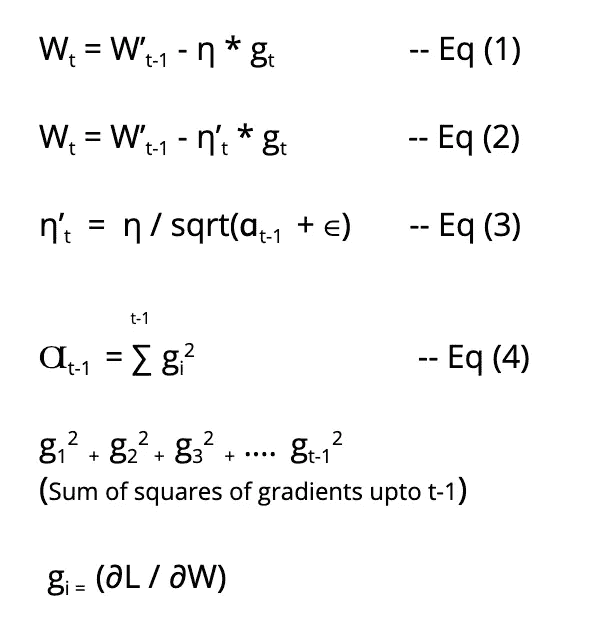 Wₜ = W'ₜ₋₁ - η * gₜ -- Eq (1)
Wₜ = W'ₜ₋₁ - η'ₜ * gₜ -- Eq (2)
η'ₜ = η / sqrt(αₜ₋₁ + ∈) -- Eq (3)
t-1
αₜ₋₁ = ∑ gᵢ² -- Eq (4)
g₁² + g₂² + g₃² + .... gₜ₋₁²
(Sum of squares of gradients upto t-1)
gᵢ = (∂L / ∂W)